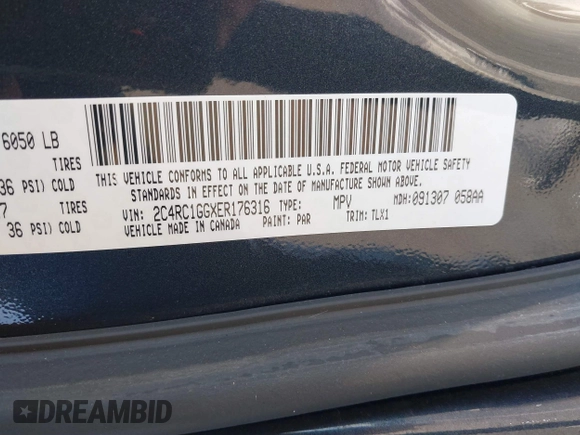 6050 LB
TIRES
36 PSI) COLD
7 TIRES
36 PSI) COLD
THIS VEHICLE CONFORMS TO ALL APPLICABLE U.S.A. FEDERAL MOTOR VEHICLE SAFETY
STANDARDS IN EFFECT ON THE DATE OF MANUFACTURE SHOWN ABOVE.
VIN: 2C4RC1GGXER176316 TYPE: MPV MDH:091307 058AA
VEHICLE MADE IN CANADA PAINT: PAR TRIM: TLX1
DREAMBID